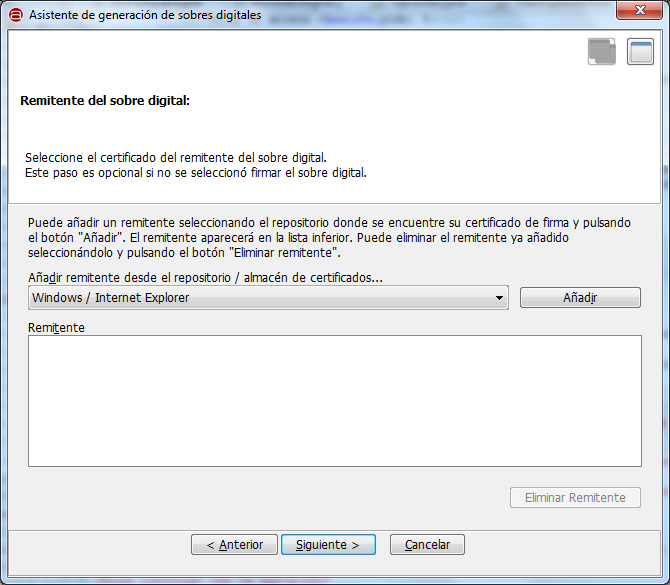 Asistente de generación de sobres digitales
Remitente del sobre digital:
Seleccione el certificado del remitente del sobre digital.
Este paso es opcional si no se seleccionó firmar el sobre digital.
Puede añadir un remitente seleccionando el repositorio donde se encuentre su certificado de firma y pulsando
el botón "Añadir". El remitente aparecerá en la lista inferior. Puede eliminar el remitente ya añadido
seleccionándolo y pulsando el botón "Eliminar remitente".
Añadir remitente desde el repositorio / almacén de certificados...
Windows / Internet Explorer
Añadir
Remitente
Eliminar Remitente
< Anterior
Siguiente >
Cancelar